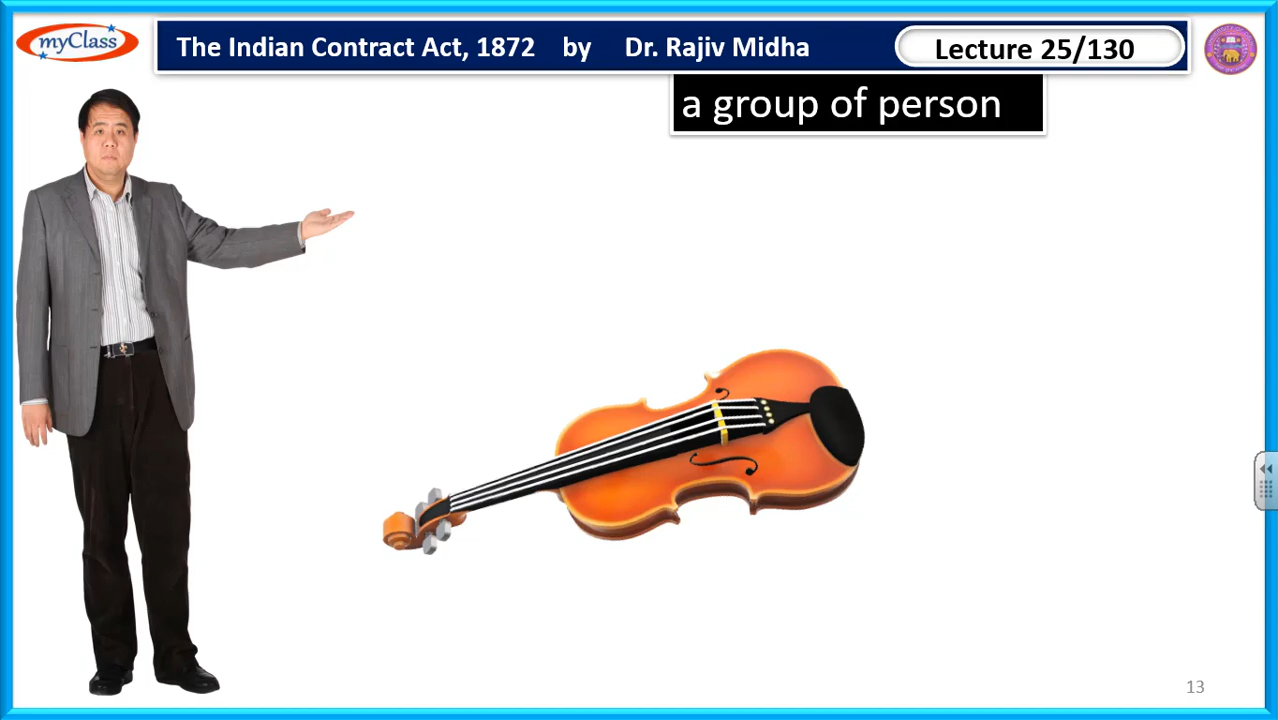 myClass
The Indian Contract Act, 1872 by Dr. Rajiv Midha
Lecture 25/130
a group of person
13